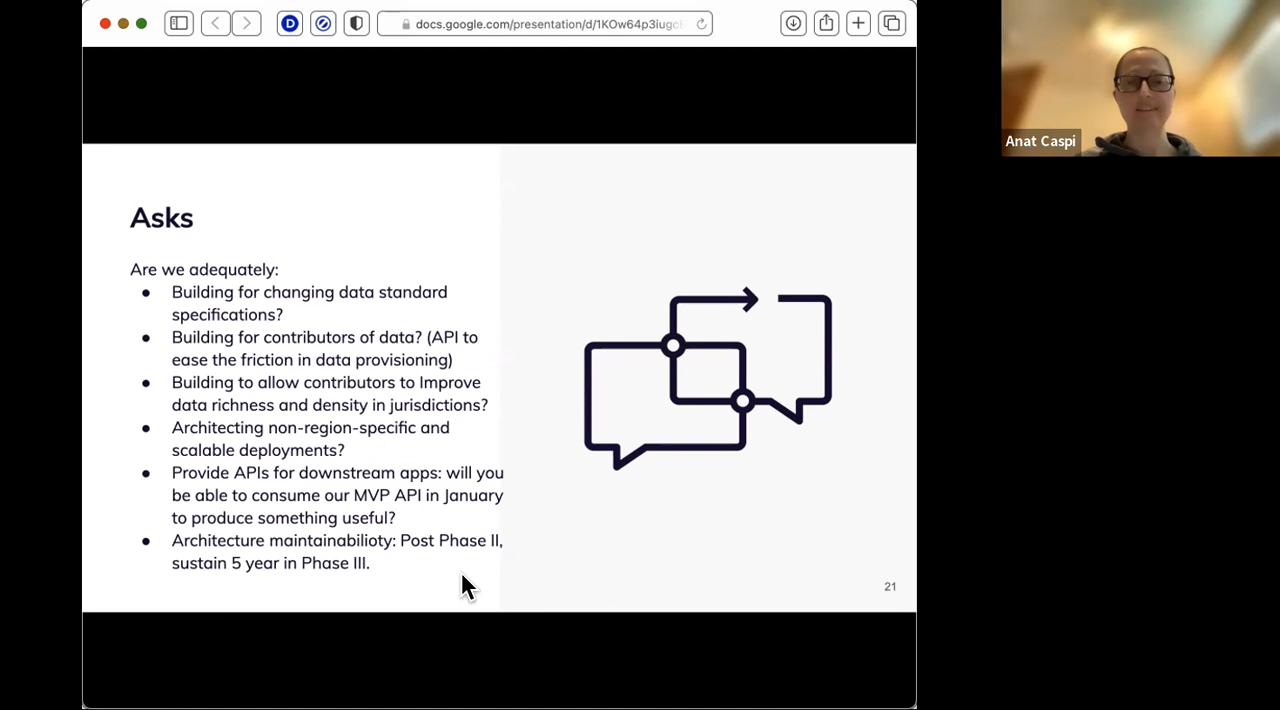 docs.google.com/presentation/d/1KOw64p3iugc
Anat Caspi
Asks
Are we adequately:
● Building for changing data standard
specifications?
● Building for contributors of data? (API to
ease the friction in data provisioning)
● Building to allow contributors to Improve
data richness and density in jurisdictions?
● Architecting non-region-specific and
scalable deployments?
● Provide APIs for downstream apps: will you
be able to consume our MVP API in January
to produce something useful?
● Architecture maintainabilioty: Post Phase II,
sustain 5 year in Phase III.
21